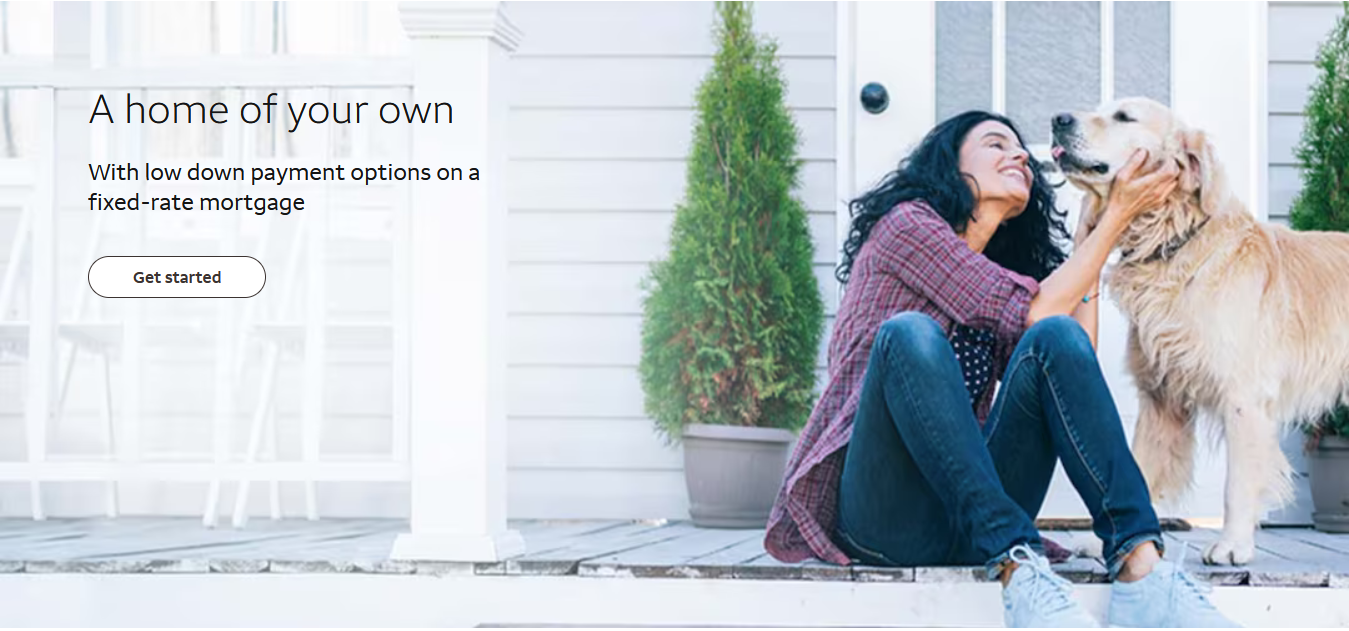 A home of your own
With low down payment options on a
fixed-rate mortgage
Get started